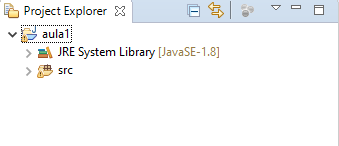 Project Explorer
aula1
JRE System Library [JavaSE-1.8]
src